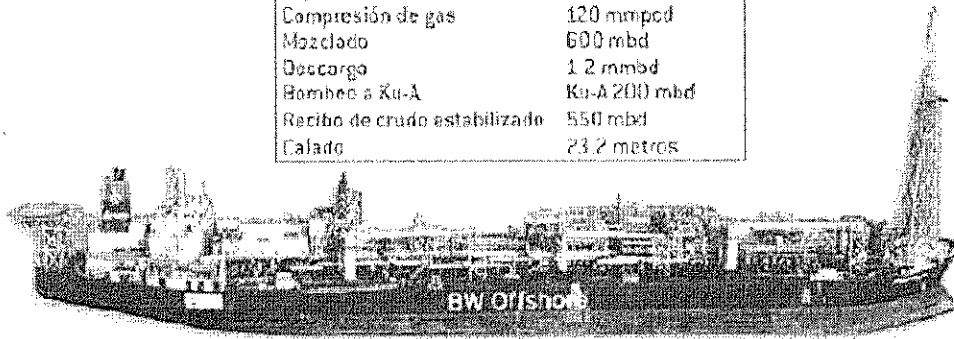 Compresión de gas 120 mmpcd
Mezclado 600 mbd
Descarga 1.2 mmbd
Bombeo a Ku-A Ku-A 200 mbd
Recibo de crudo estabilizado 550 mbd
Calado 23.2 metros
BW Offshore